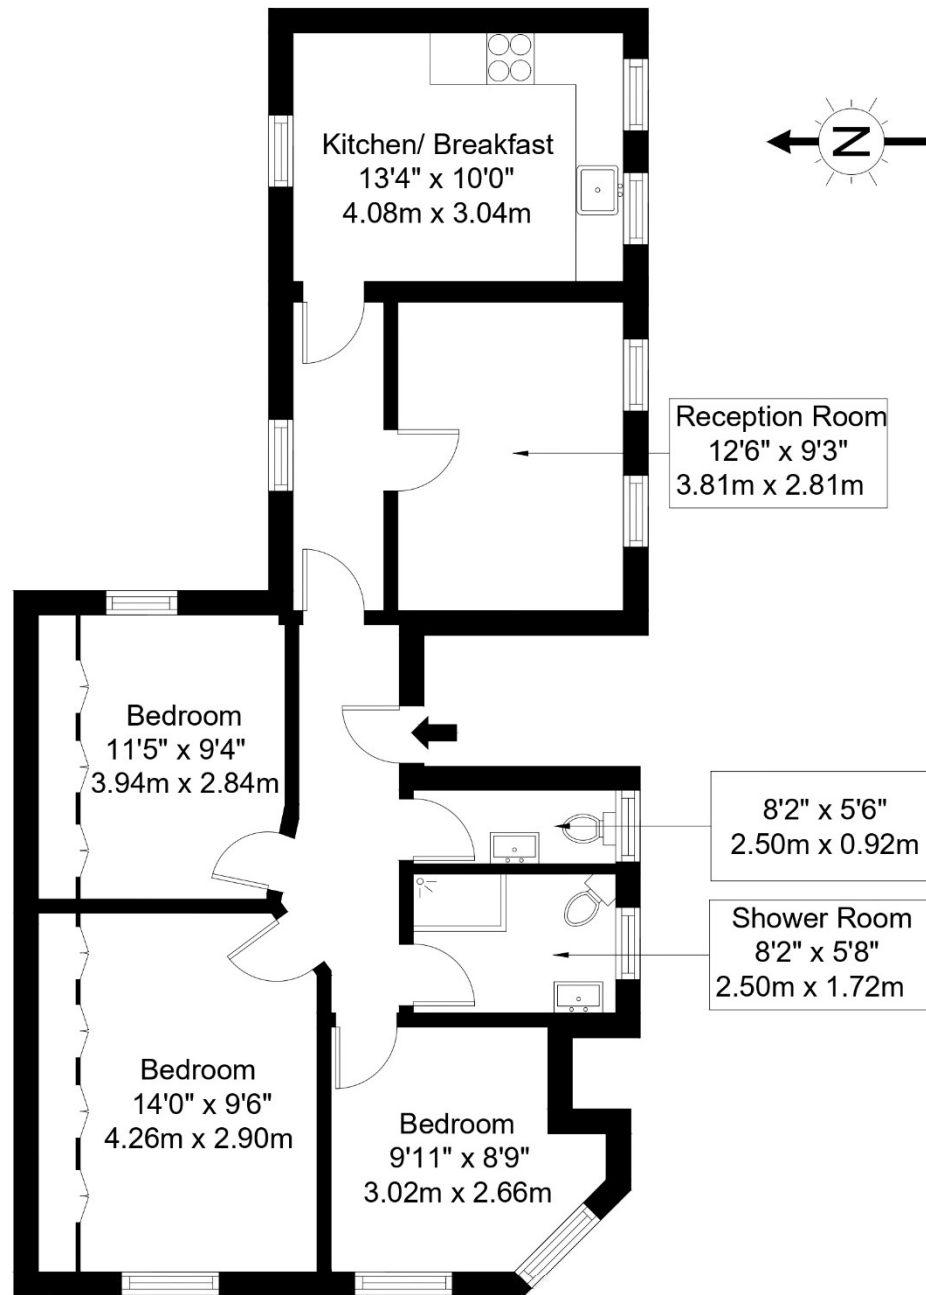 Kitchen/ Breakfast
13'4" x 10'0"
4.08m x 3.04m
N
Reception Room
12'6" x 9'3"
3.81m x 2.81m
Bedroom
11'5" x 9'4"
3.94m x 2.84m
8'2" x 5'6"
2.50m x 0.92m
Shower Room
8'2" x 5'8"
2.50m x 1.72m
Bedroom
14'0" x 9'6"
4.26m x 2.90m
Bedroom
9'11" x 8'9"
3.02m x 2.66m